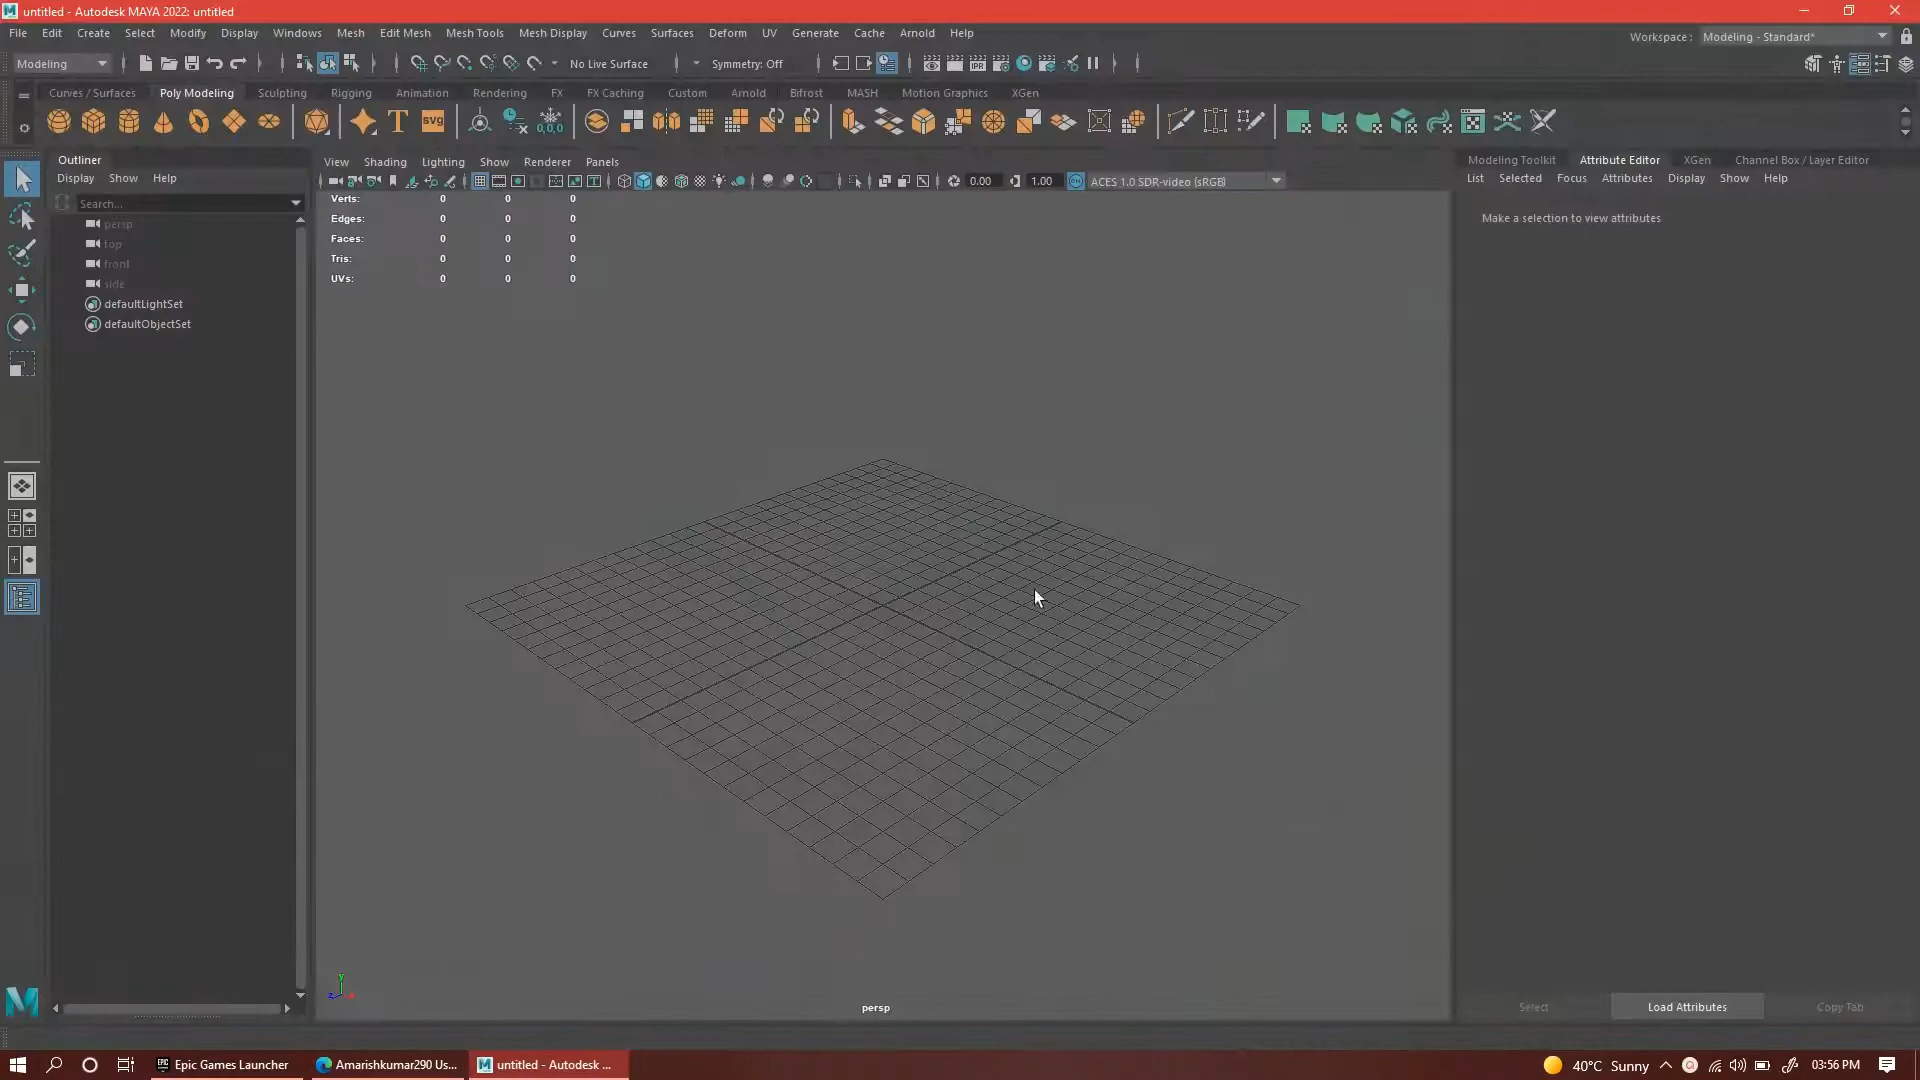 untitled - Autodesk MAYA 2022: untitled
File Edit Create Select Modify Display Windows Mesh Edit Mesh Mesh Tools Mesh Display Curves Surfaces Deform UV Generate Cache Arnold Help
Workspace : Modeling - Standard*
Modeling No Live Surface Symmetry: Off
Curves / Surfaces Poly Modeling Sculpting Rigging Animation Rendering FX FX Caching Custom Arnold Bifrost MASH Motion Graphics XGen
T SVG 0,0,0 IPR
Outliner
Display Show Help
Search...
persp
top
front
side
defaultLightSet
defaultObjectSet
View Shading Lighting Show Renderer Panels
0.00 1.00 ACES 1.0 SDR-video (sRGB)
Verts: 0 0 0
Edges: 0 0 0
Faces: 0 0 0
Tris: 0 0 0
UVs: 0 0 0
persp
Modeling Toolkit Attribute Editor XGen Channel Box / Layer Editor
List Selected Focus Attributes Display Show Help
Make a selection to view attributes
Select Load Attributes Copy Tab
Epic Games Launcher Amarishkumar290 Us... untitled - Autodesk ... 40°C Sunny 03:56 PM